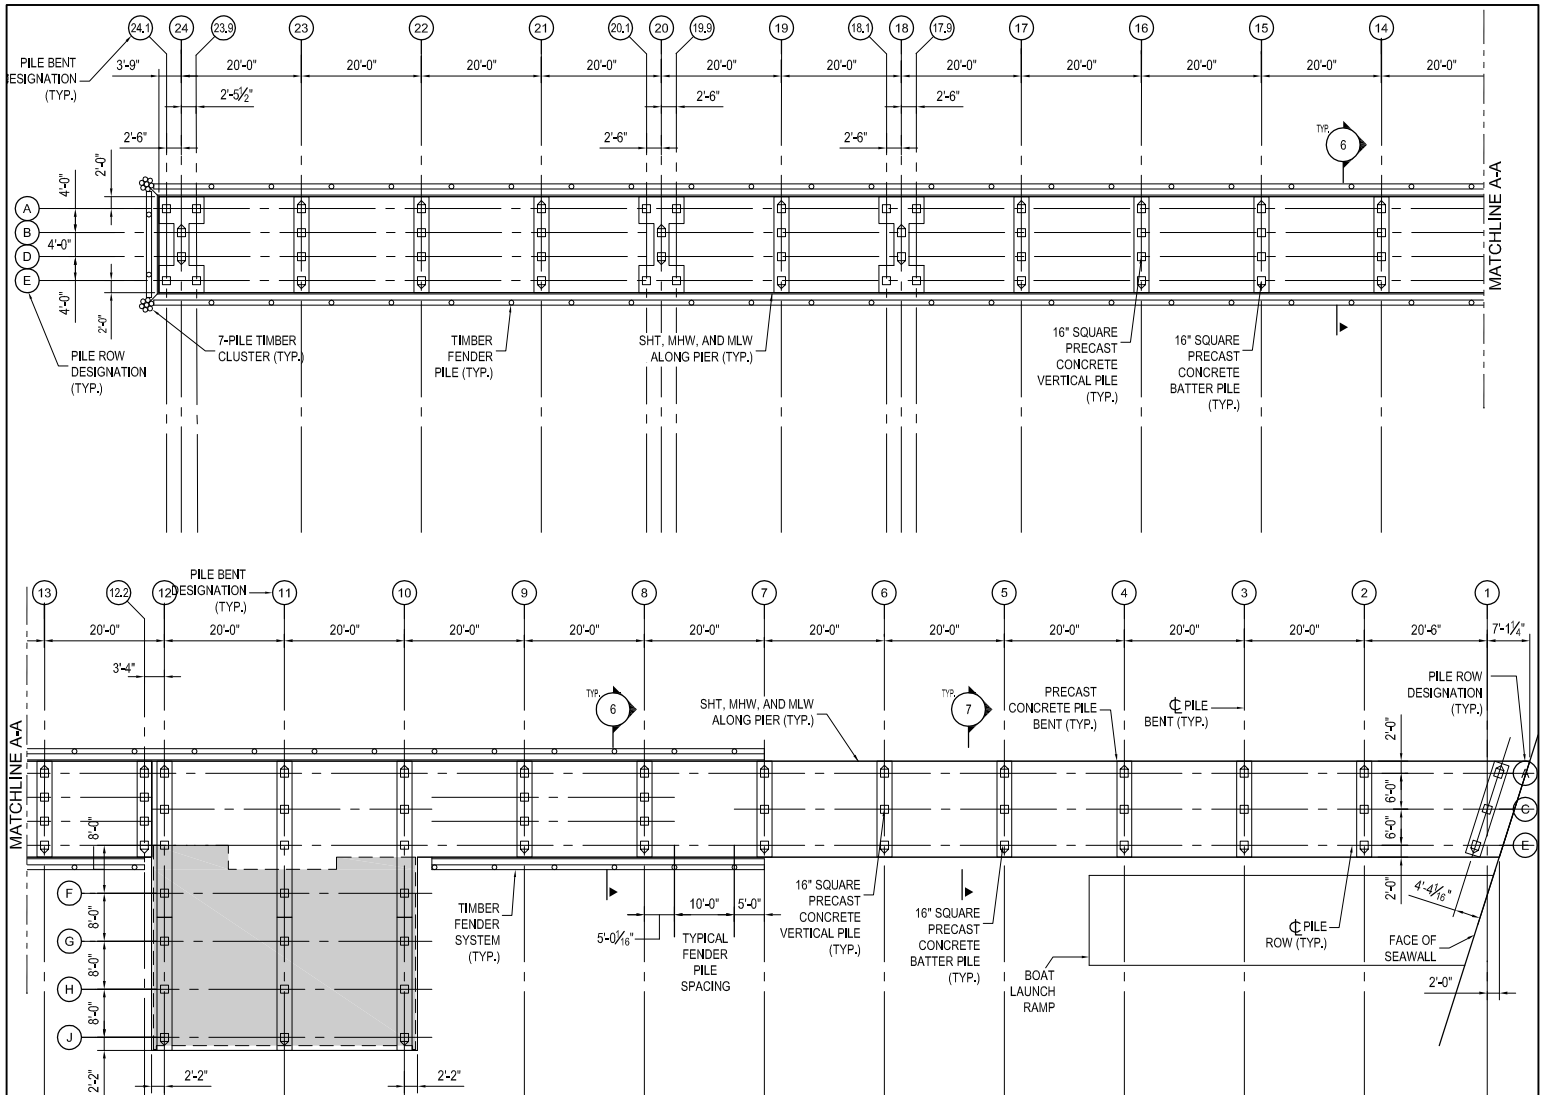 24.1
24
23.9
23
22
21
20.1
20
19.9
19
18.1
18
17.9
17
16
15
14
PILE BENT
ESIGNATION
(TYP.)
3'-9"
20'-0"
20'-0"
20'-0"
20'-0"
20'-0"
20'-0"
20'-0"
20'-0"
20'-0"
20'-0"
20'-0"
2'-5½"
2'-6"
2'-6"
2'-6"
2'-6"
2'-6"
TYP.
6
2'-0"
4'-0"
A
B
4'-0"
D
E
4'-0"
2'-0"
MATCHLINE A-A
PILE ROW
DESIGNATION
(TYP.)
7-PILE TIMBER
CLUSTER (TYP.)
TIMBER
FENDER
PILE (TYP.)
SHT, MHW, AND MLW
ALONG PIER (TYP.)
16" SQUARE
PRECAST
CONCRETE
VERTICAL PILE
(TYP.)
16" SQUARE
PRECAST
CONCRETE
BATTER PILE
(TYP.)
PILE BENT
DESIGNATION
(TYP.)
13
12.2
12
11
10
9
8
7
6
5
4
3
2
1
20'-0"
20'-0"
20'-0"
20'-0"
20'-0"
20'-0"
20'-0"
20'-0"
20'-0"
20'-0"
20'-0"
20'-6"
7'-1¼"
3'-4"
TYP.
6
SHT, MHW, AND MLW
ALONG PIER (TYP.)
TYP.
7
PRECAST
CONCRETE PILE
BENT (TYP.)
℄ PILE
BENT (TYP.)
PILE ROW
DESIGNATION
(TYP.)
MATCHLINE A-A
2'-0"
6'-0"
6'-0"
2'-0"
A
C
E
8'-0"
F
8'-0"
G
8'-0"
H
8'-0"
J
2'-2"
2'-2"
2'-2"
TIMBER
FENDER
SYSTEM
(TYP.)
5'-0 1/16"
10'-0"
5'-0"
TYPICAL
FENDER
PILE
SPACING
16" SQUARE
PRECAST
CONCRETE
VERTICAL PILE
(TYP.)
16" SQUARE
PRECAST
CONCRETE
BATTER PILE
(TYP.)
BOAT
LAUNCH
RAMP
℄ PILE
ROW (TYP.)
4'-4 1/16"
FACE OF
SEAWALL
2'-0"